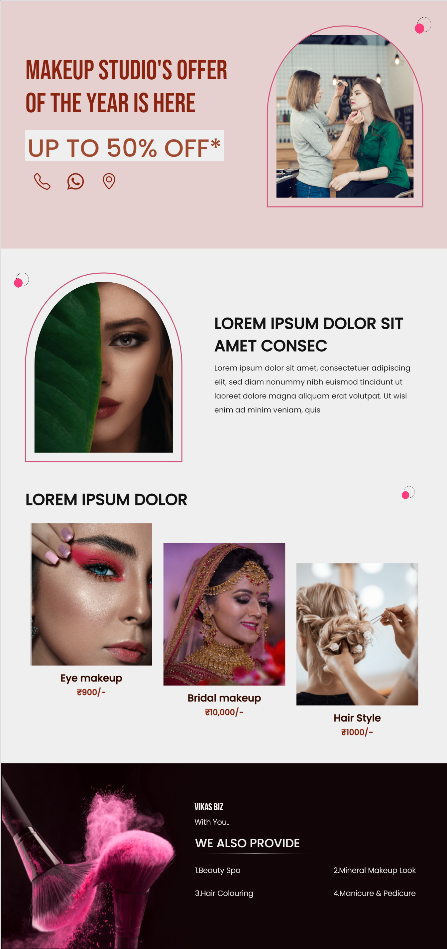 MAKEUP STUDIO'S OFFER
OF THE YEAR IS HERE
UP TO 50% OFF*
LOREM IPSUM DOLOR SIT
AMET CONSEC
Lorem ipsum dolor sit amet, consectetuer adipiscing
elit, sed diam nonummy nibh euismod tincidunt ut
laoreet dolore magna aliquam erat volutpat. Ut wisi
enim ad minim veniam, quis
LOREM IPSUM DOLOR
Eye makeup
₹900/-
Bridal makeup
₹10,000/-
Hair Style
₹1000/-
VIKAS BIZ
With You..
WE ALSO PROVIDE
1.Beauty Spa
2.Mineral Makeup Look
3.Hair Colouring
4.Manicure & Pedicure